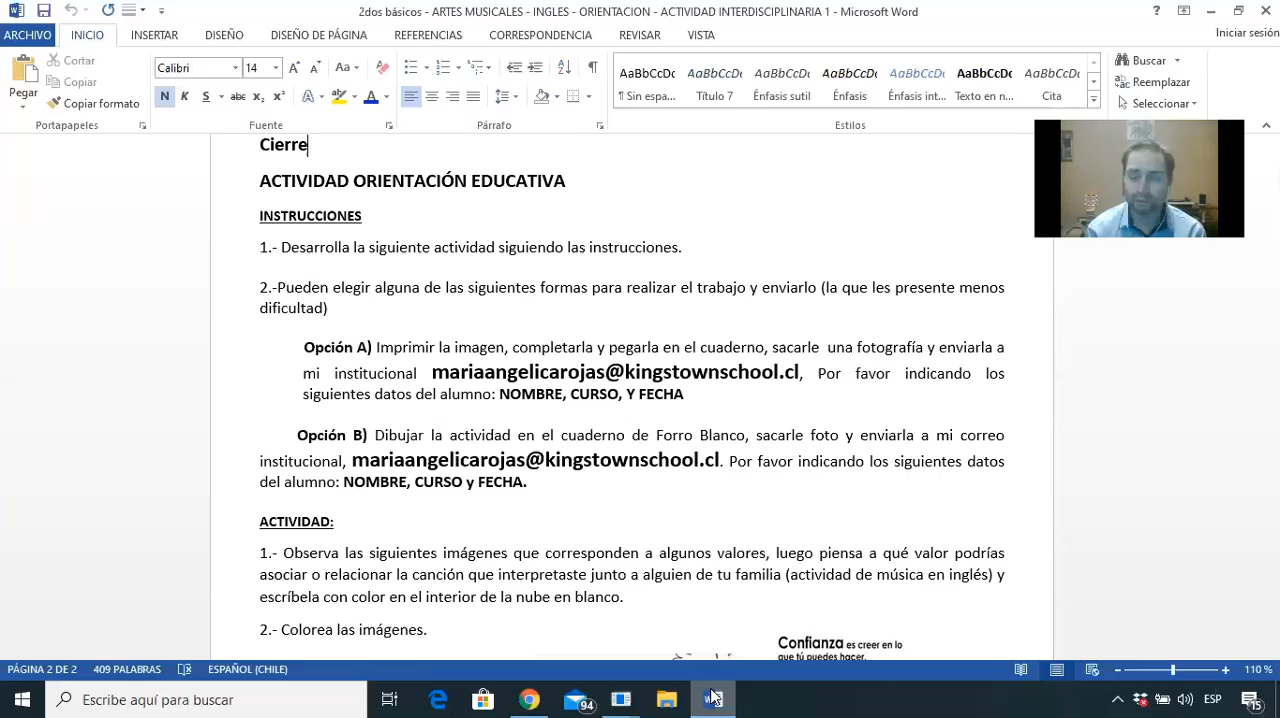 2dos básicos - ARTES MUSICALES - INGLES - ORIENTACION - ACTIVIDAD INTERDISCIPLINARIA 1 - Microsoft Word
ARCHIVO INICIO INSERTAR DISEÑO DISEÑO DE PÁGINA REFERENCIAS CORRESPONDENCIA REVISAR VISTA Iniciar sesión
Pegar
Cortar
Copiar
Copiar formato
Portapapeles
Calibri 14
Fuente
Párrafo
AaBbCcDc AaBbCcDc AaBbCcDc AaBbCcDc AaBbCcDc AaBbCcDc AaBbCcDc
¶ Sin espa... Título 7 Énfasis sutil Énfasis Énfasis int... Texto en n... Cita
Estilos
Buscar
Reemplazar
Seleccionar
Cierre
ACTIVIDAD ORIENTACIÓN EDUCATIVA
INSTRUCCIONES
1.- Desarrolla la siguiente actividad siguiendo las instrucciones.
2.-Pueden elegir alguna de las siguientes formas para realizar el trabajo y enviarlo (la que les presente menos
dificultad)
Opción A) Imprimir la imagen, completarla y pegarla en el cuaderno, sacarle una fotografía y enviarla a
mi institucional mariaangelicarojas@kingstownschool.cl, Por favor indicando los
siguientes datos del alumno: NOMBRE, CURSO, Y FECHA
Opción B) Dibujar la actividad en el cuaderno de Forro Blanco, sacarle foto y enviarla a mi correo
institucional, mariaangelicarojas@kingstownschool.cl. Por favor indicando los siguientes datos
del alumno: NOMBRE, CURSO y FECHA.
ACTIVIDAD:
1.- Observa las siguientes imágenes que corresponden a algunos valores, luego piensa a qué valor podrías
asociar o relacionar la canción que interpretaste junto a alguien de tu familia (actividad de música en inglés) y
escríbela con color en el interior de la nube en blanco.
2.- Colorea las imágenes.
Confianza es creer en lo
que tú puedes hacer.
PÁGINA 2 DE 2 409 PALABRAS ESPAÑOL (CHILE) 110 %
Escribe aquí para buscar
94
ESP
15